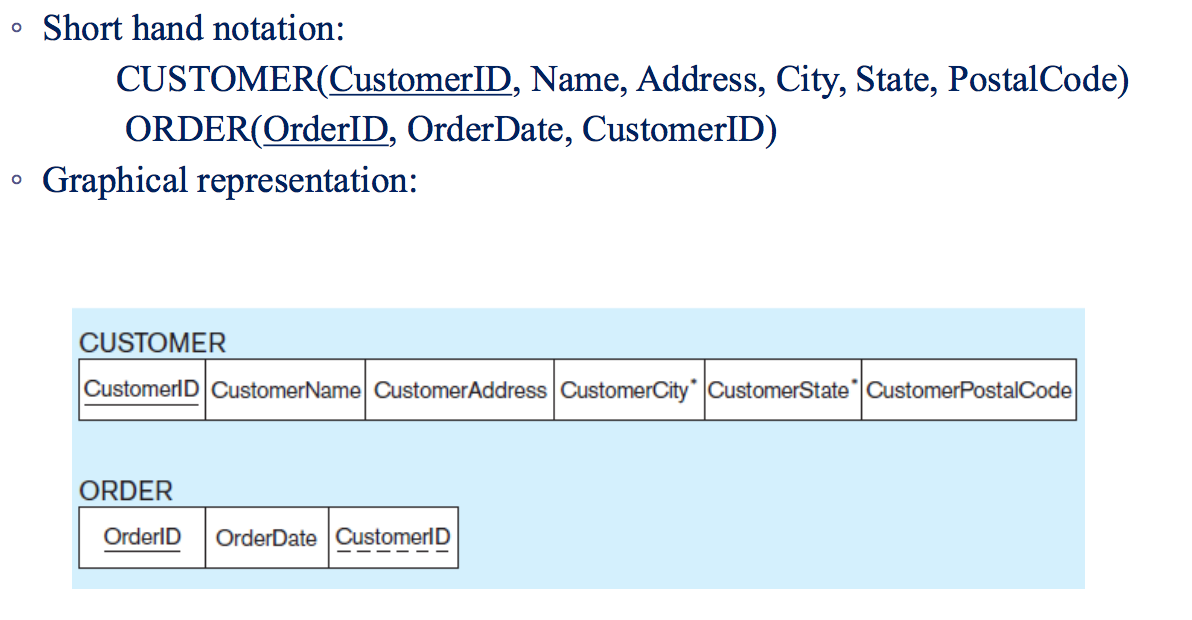 ◦ Short hand notation:
CUSTOMER(CustomerID, Name, Address, City, State, PostalCode)
ORDER(OrderID, OrderDate, CustomerID)
◦ Graphical representation:
CUSTOMER
CustomerID CustomerName CustomerAddress CustomerCity* CustomerState* CustomerPostalCode
ORDER
OrderID OrderDate CustomerID